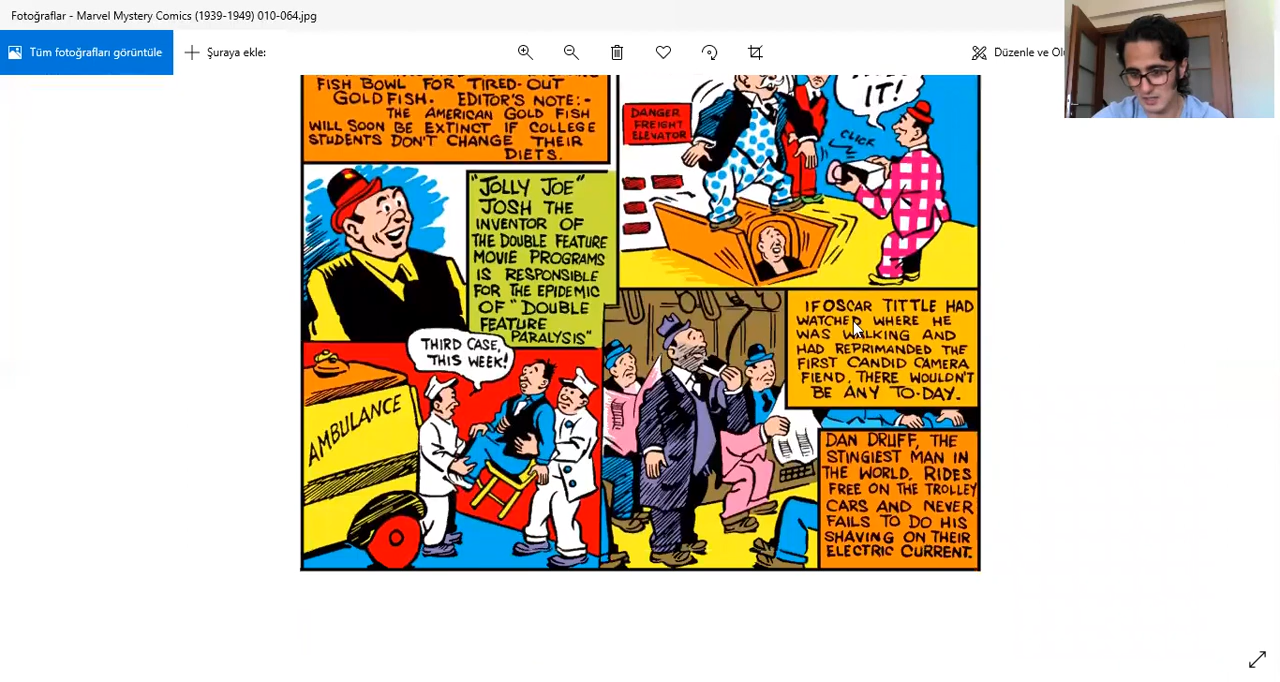 Fotoğraflar - Marvel Mystery Comics (1939-1949) 010-064.jpg
Tüm fotoğrafları görüntüle
Şuraya ekle:
Düzenle ve
FISH BOWL FOR TIRED-OUT
GOLDFISH. EDITOR'S NOTE:-
THE AMERICAN GOLD FISH
WILL SOON BE EXTINCT IF COLLEGE
STUDENTS DON'T CHANGE THEIR
DIETS.
IT!
DANGER
FREIGHT
ELEVATOR
CLICK
"JOLLY JOE"
JOSH THE
INVENTOR OF
THE DOUBLE FEATURE
MOVIE PROGRAMS
IS RESPONSIBLE
FOR THE EPIDEMIC
OF "DOUBLE
FEATURE
PARALYSIS"
IF OSCAR TITTLE HAD
WATCHED WHERE HE
WAS WALKING AND
HAD REPRIMANDED THE
FIRST CANDID CAMERA
FIEND, THERE WOULDN'T
BE ANY TO-DAY.
THIRD CASE,
THIS WEEK!
AMBULANCE
DAN DRUFF, THE
STINGIEST MAN IN
THE WORLD, RIDES
FREE ON THE TROLLEY
CARS AND NEVER
FAILS TO DO HIS
SHAVING ON THEIR
ELECTRIC CURRENT.